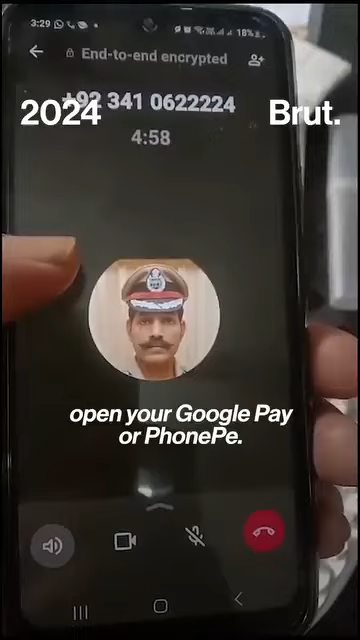 3:29
18%
End-to-end encrypted
+92 341 0622224
2024
Brut.
4:58
open your Google Pay
or PhonePe.